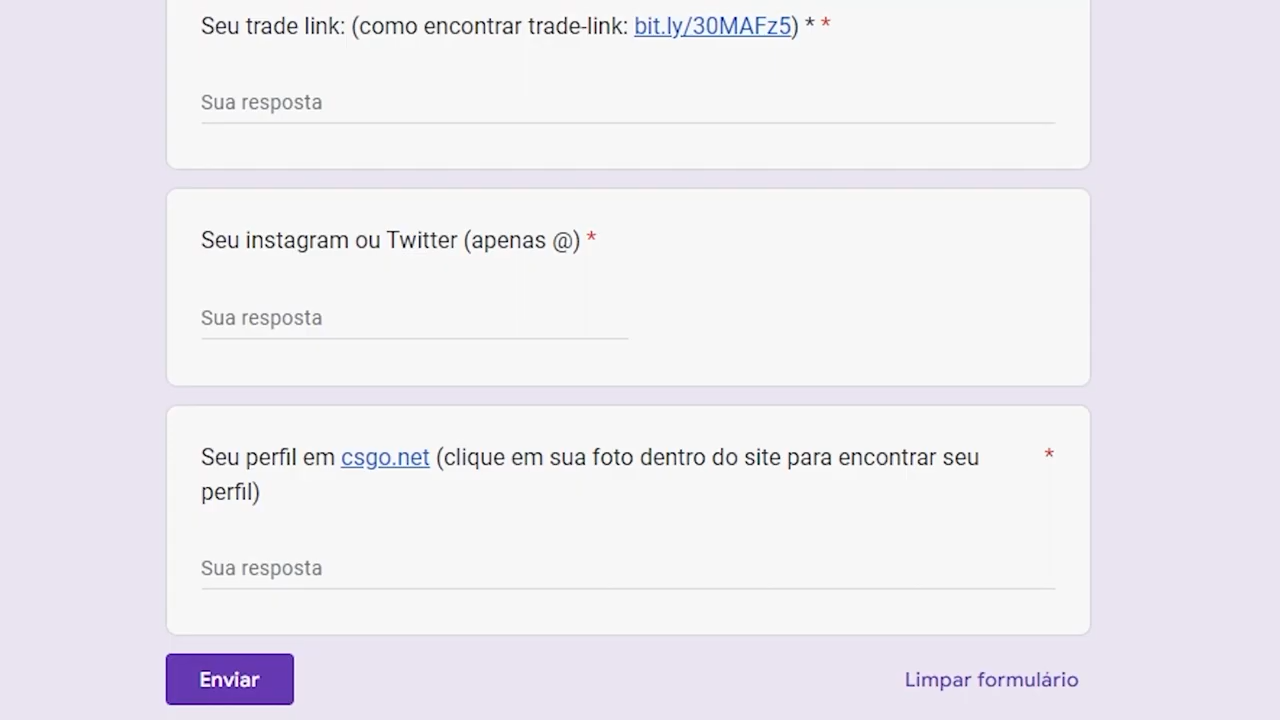 Seu trade link: (como encontrar trade-link: bit.ly/30MAFz5) * *
Sua resposta
Seu instagram ou Twitter (apenas @) *
Sua resposta
Seu perfil em csgo.net (clique em sua foto dentro do site para encontrar seu *
perfil)
Sua resposta
Enviar
Limpar formulário